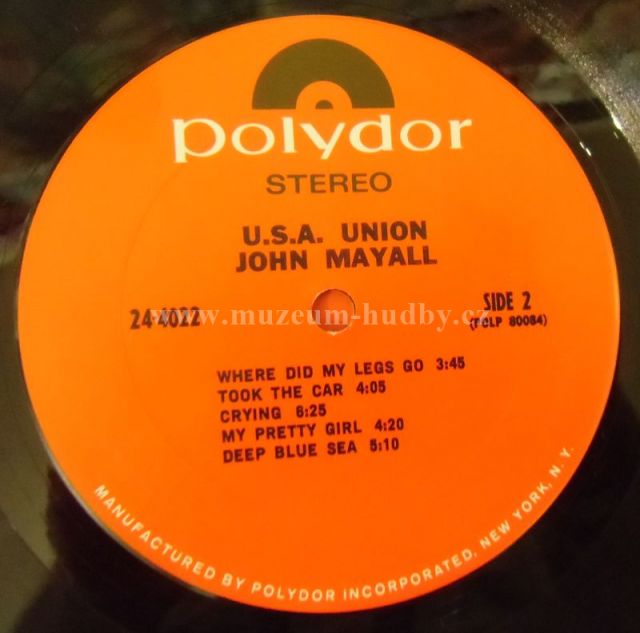 polydor
STEREO
U.S.A. UNION
JOHN MAYALL
24-4022
SIDE 2
(PCLP 80084)
www.muzeum-hudby.cz
WHERE DID MY LEGS GO 3:45
TOOK THE CAR 4:05
CRYING 6:25
MY PRETTY GIRL 4:20
DEEP BLUE SEA 5:10
MANUFACTURED BY POLYDOR INCORPORATED, NEW YORK, N. Y.